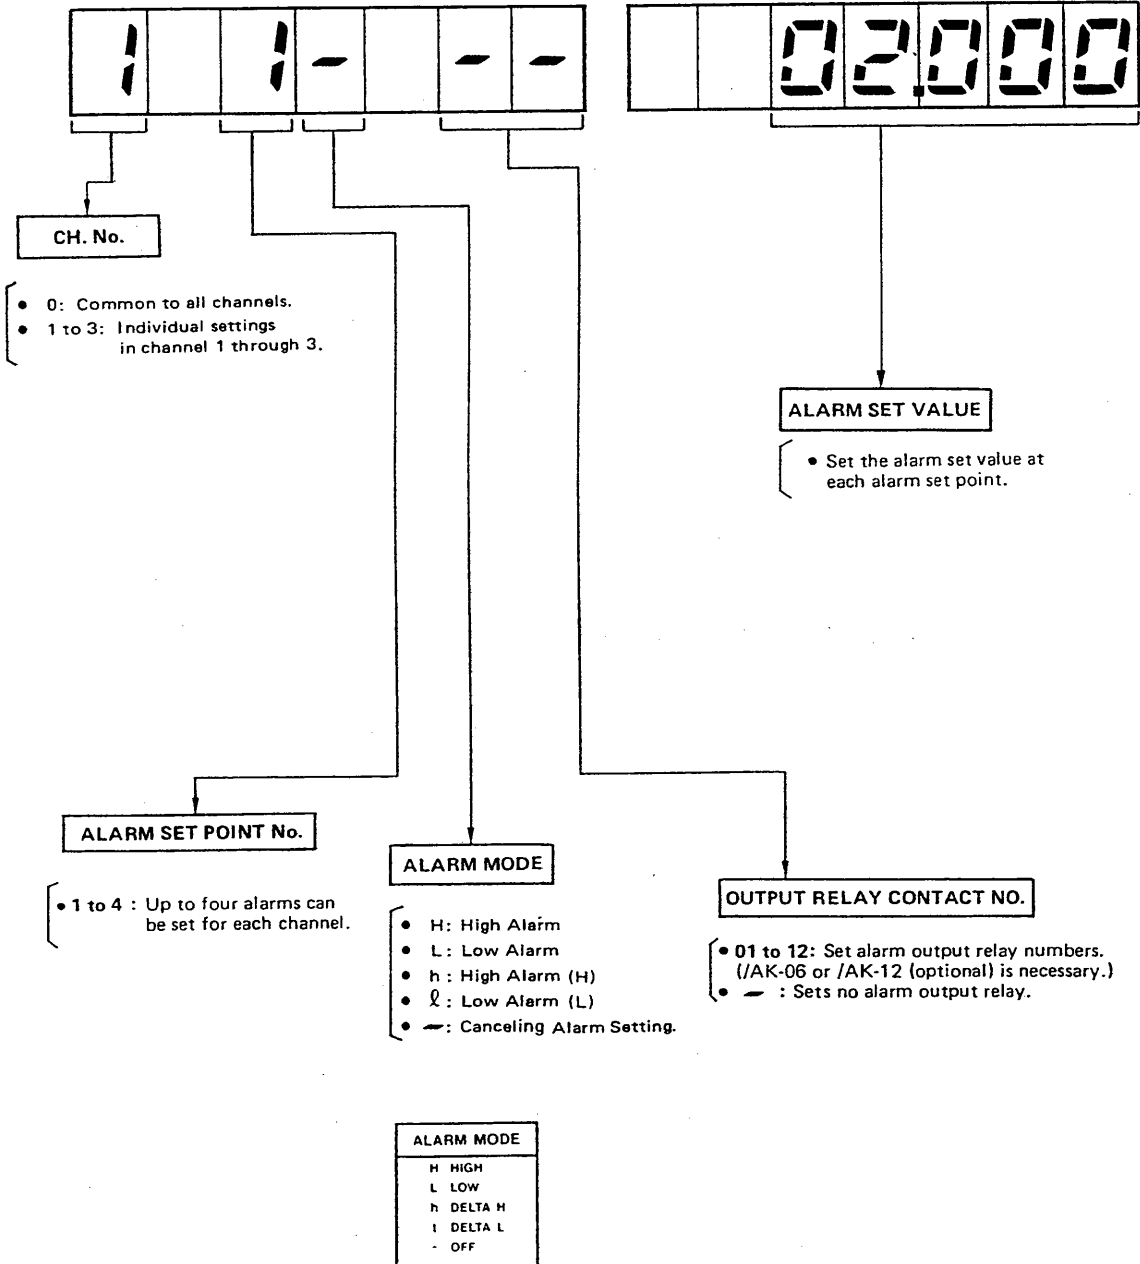 1 1 - - - 02.000
CH. No.
• 0: Common to all channels.
• 1 to 3: Individual settings
in channel 1 through 3.
ALARM SET VALUE
• Set the alarm set value at
each alarm set point.
ALARM SET POINT No.
• 1 to 4 : Up to four alarms can
be set for each channel.
ALARM MODE
• H: High Alarm
• L: Low Alarm
• h : High Alarm (H)
• ℓ : Low Alarm (L)
• -: Canceling Alarm Setting.
OUTPUT RELAY CONTACT NO.
• 01 to 12: Set alarm output relay numbers.
(/AK-06 or /AK-12 (optional) is necessary.)
• - : Sets no alarm output relay.
ALARM MODE
H HIGH
L LOW
h DELTA H
l DELTA L
- OFF